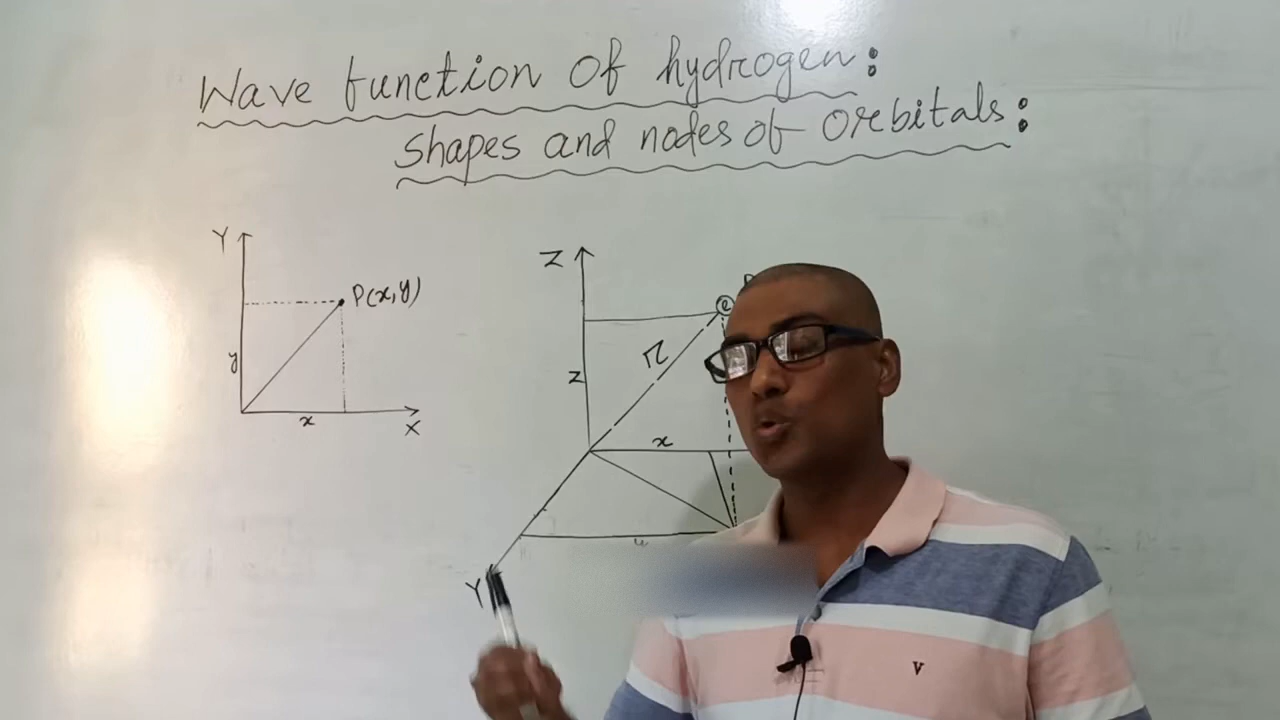 Wave function of hydrogen:
shapes and nodes of orbitals:
Y
P(x,y)
y
x
X
Z
e
r
z
x
Y
V